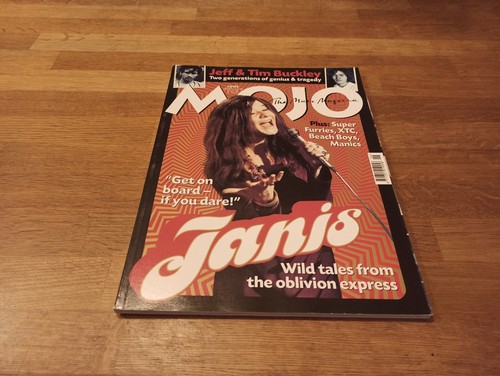 Jeff & Tim Buckley
Two generations of genius & tragedy
MOJO
The Music Magazine
Plus: Super
Furries, XTC,
Beach Boys,
Manics
"Get on
board –
if you dare!"
Janis
Wild tales from
the oblivion express